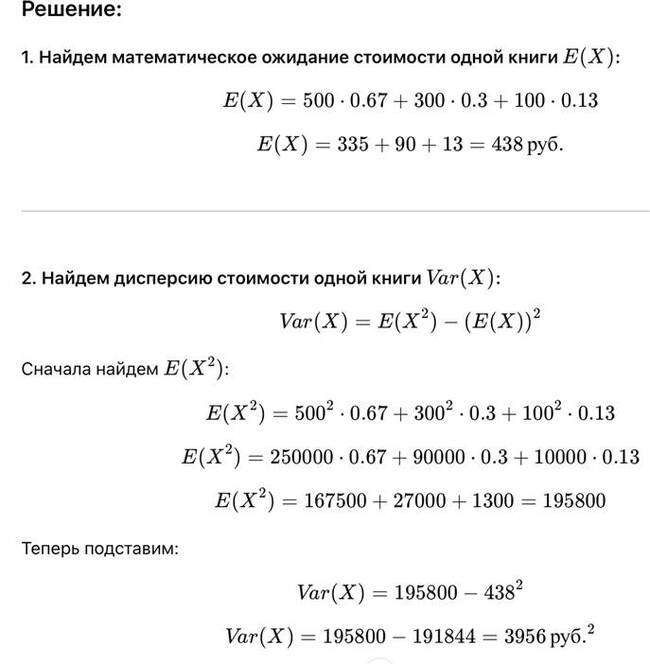 Решение:
1. Найдем математическое ожидание стоимости одной книги E(X):
E(X) = 500 · 0.67 + 300 · 0.3 + 100 · 0.13
E(X) = 335 + 90 + 13 = 438 руб.
2. Найдем дисперсию стоимости одной книги Var(X):
Var(X) = E(X²) − (E(X))²
Сначала найдем E(X²):
E(X²) = 500² · 0.67 + 300² · 0.3 + 100² · 0.13
E(X²) = 250000 · 0.67 + 90000 · 0.3 + 10000 · 0.13
E(X²) = 167500 + 27000 + 1300 = 195800
Теперь подставим:
Var(X) = 195800 − 438²
Var(X) = 195800 − 191844 = 3956 руб.²